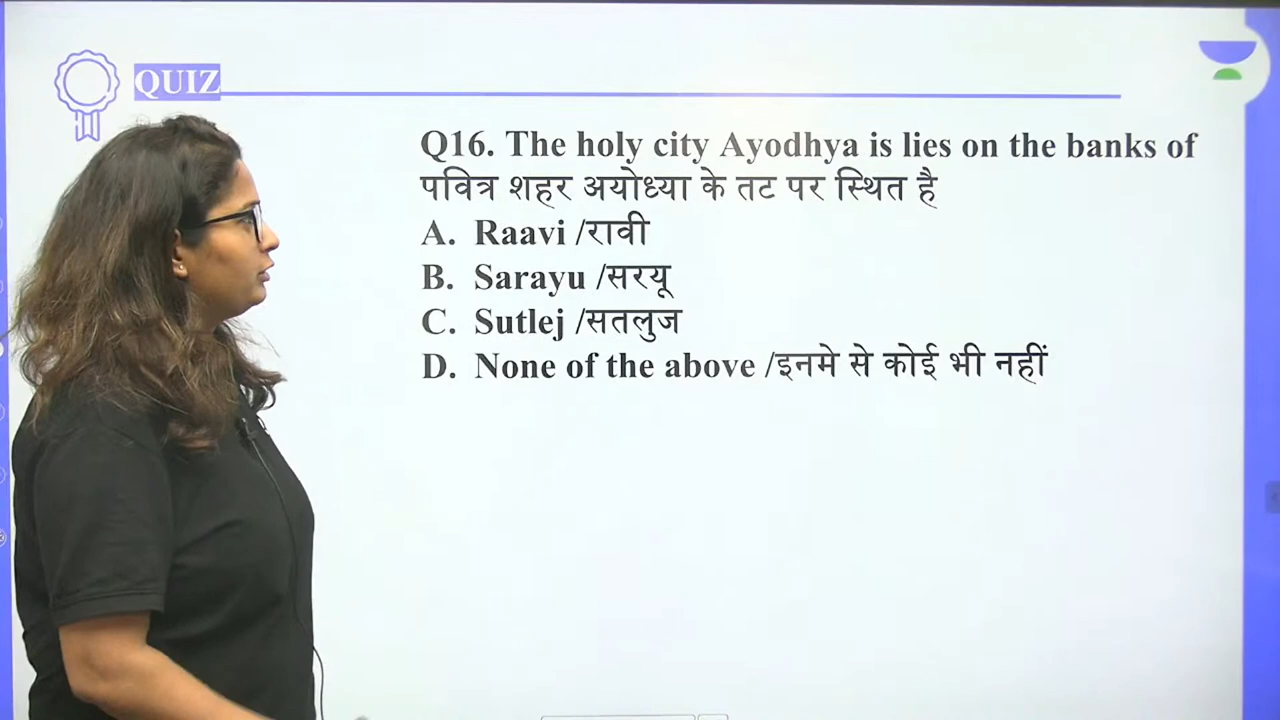 QUIZ
Q16. The holy city Ayodhya is lies on the banks of
पवित्र शहर अयोध्या के तट पर स्थित है
A. Raavi /रावी
B. Sarayu /सरयू
C. Sutlej /सतलुज
D. None of the above /इनमे से कोई भी नहीं